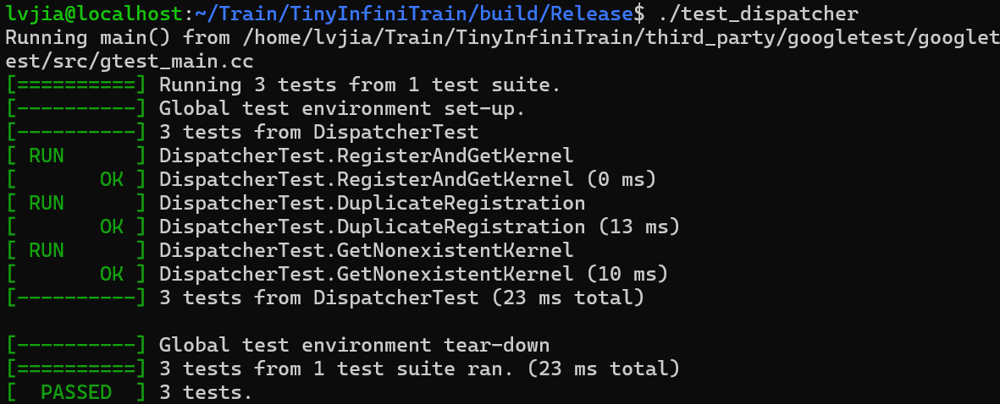 lvjia@localhost:~/Train/TinyInfiniTrain/build/Release$ ./test_dispatcher
Running main() from /home/lvjia/Train/TinyInfiniTrain/third_party/googletest/googlet
est/src/gtest_main.cc
[==========] Running 3 tests from 1 test suite.
[----------] Global test environment set-up.
[----------] 3 tests from DispatcherTest
[ RUN      ] DispatcherTest.RegisterAndGetKernel
[       OK ] DispatcherTest.RegisterAndGetKernel (0 ms)
[ RUN      ] DispatcherTest.DuplicateRegistration
[       OK ] DispatcherTest.DuplicateRegistration (13 ms)
[ RUN      ] DispatcherTest.GetNonexistentKernel
[       OK ] DispatcherTest.GetNonexistentKernel (10 ms)
[----------] 3 tests from DispatcherTest (23 ms total)
[----------] Global test environment tear-down
[==========] 3 tests from 1 test suite ran. (23 ms total)
[  PASSED  ] 3 tests.